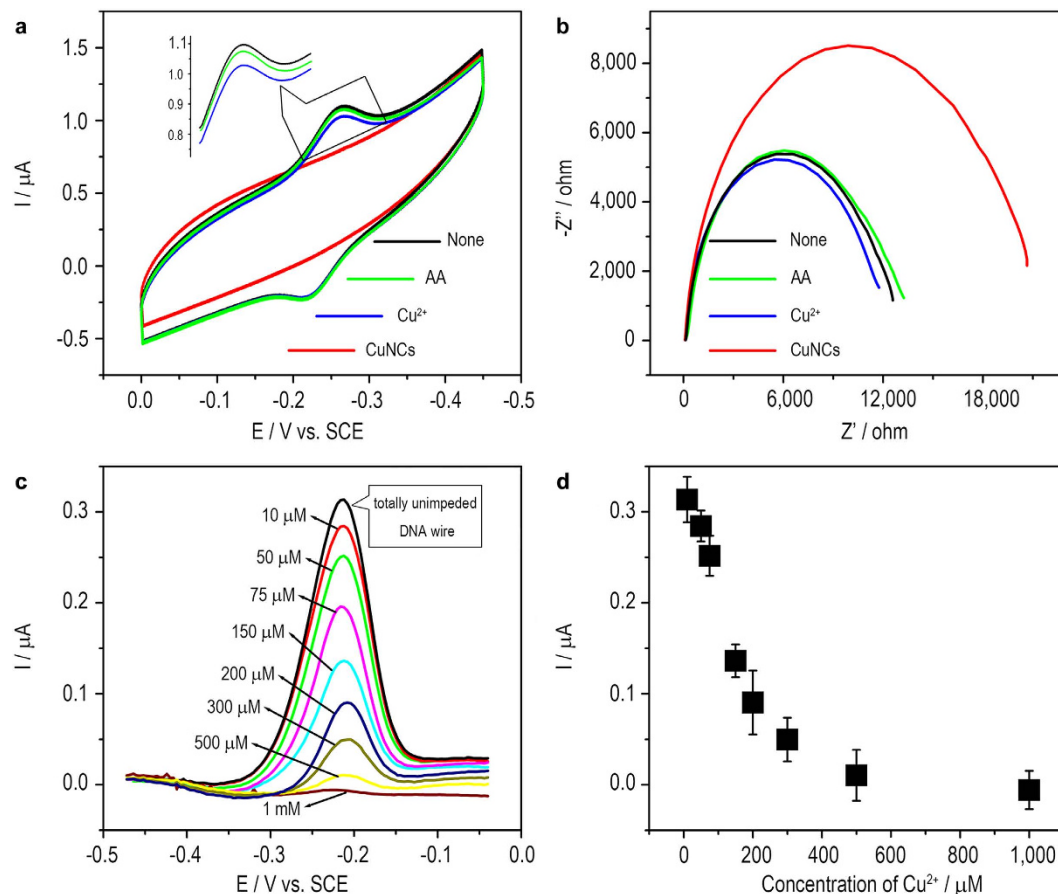 a
1.1
1.0
0.9
0.8
1.5
1.0
0.5
0.0
-0.5
I / μA
None
AA
Cu²⁺
CuNCs
0.0 -0.1 -0.2 -0.3 -0.4 -0.5
E / V vs. SCE
b
8,000
6,000
4,000
2,000
0
-Z'' / ohm
None
AA
Cu²⁺
CuNCs
0 6,000 12,000 18,000
Z' / ohm
c
0.3
0.2
0.1
0.0
I / μA
totally unimpeded
DNA wire
10 μM
50 μM
75 μM
150 μM
200 μM
300 μM
500 μM
1 mM
-0.5 -0.4 -0.3 -0.2 -0.1 0.0
E / V vs. SCE
d
0.3
0.2
0.1
0.0
I / μA
0 200 400 600 800 1,000
Concentration of Cu²⁺ / μM